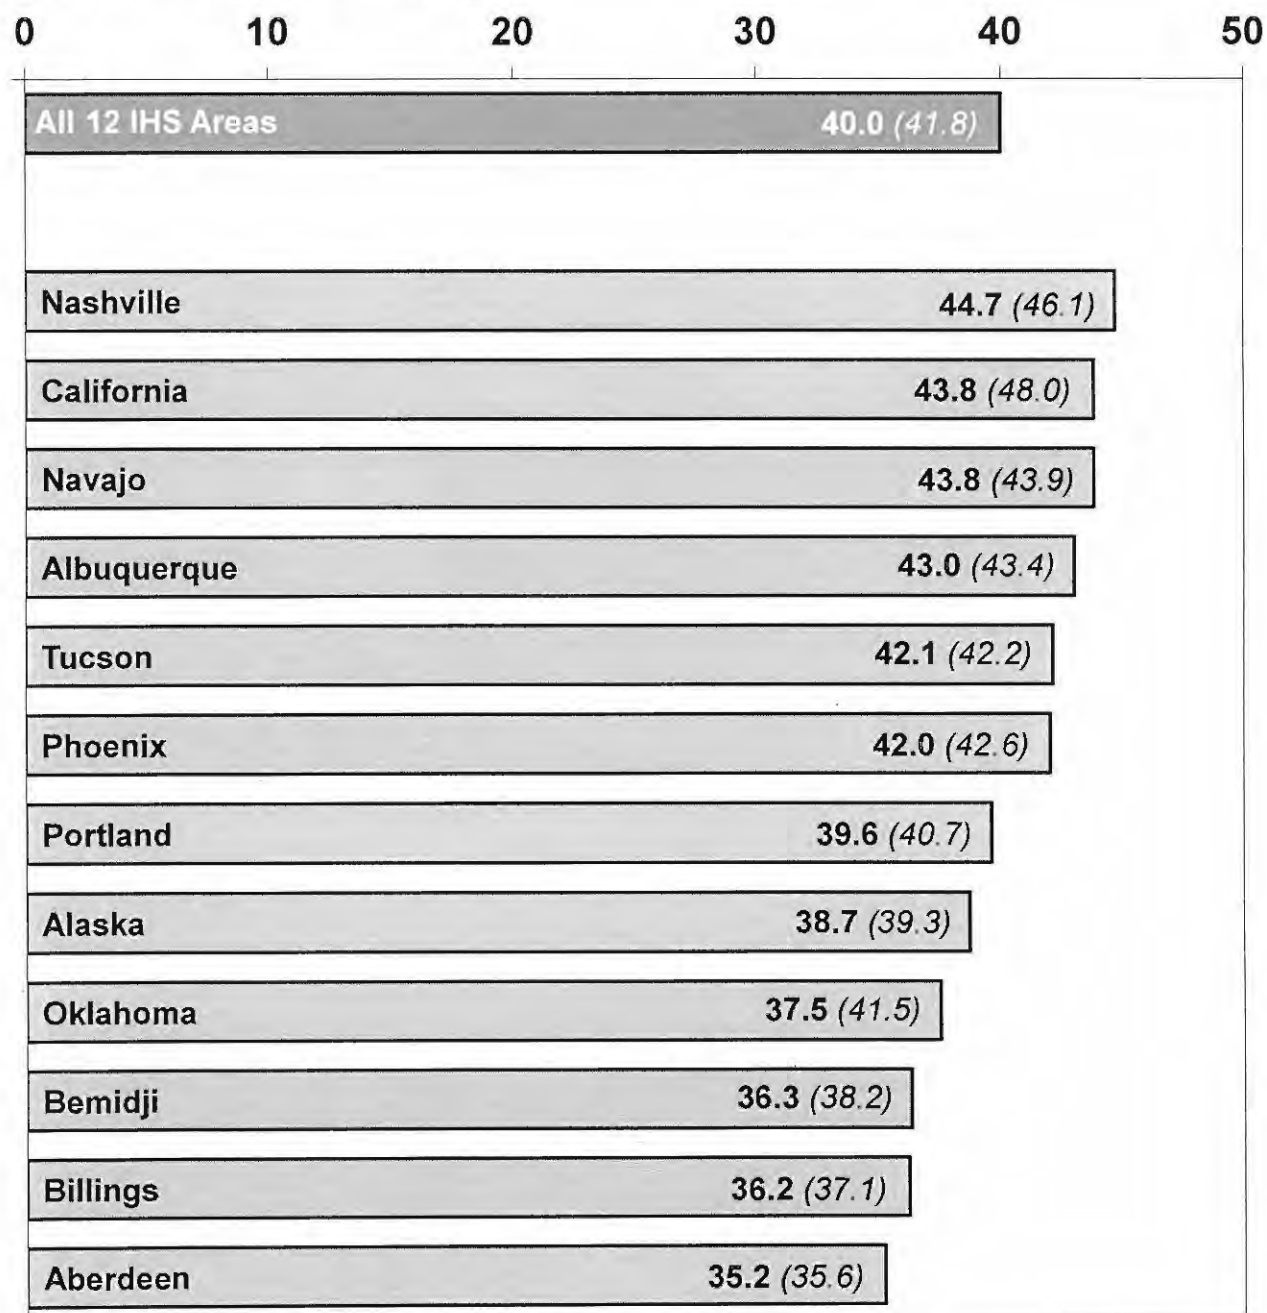 0 10 20 30 40 50
All 12 IHS Areas 40.0 (41.8)
Nashville 44.7 (46.1)
California 43.8 (48.0)
Navajo 43.8 (43.9)
Albuquerque 43.0 (43.4)
Tucson 42.1 (42.2)
Phoenix 42.0 (42.6)
Portland 39.6 (40.7)
Alaska 38.7 (39.3)
Oklahoma 37.5 (41.5)
Bemidji 36.3 (38.2)
Billings 36.2 (37.1)
Aberdeen 35.2 (35.6)